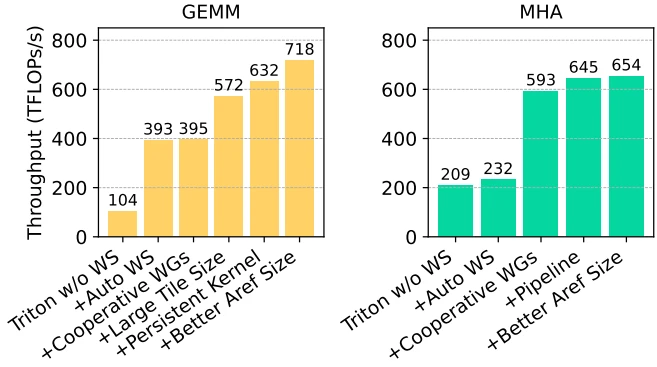 GEMM
Throughput (TFLOPs/s)
800
600
400
200
0
104
393
395
572
632
718
Triton w/o WS
+Auto WS
+Cooperative WGs
+Large Tile Size
+Persistent Kernel
+Better Aref Size
MHA
800
600
400
200
0
209
232
593
645
654
Triton w/o WS
+Auto WS
+Cooperative WGs
+Pipeline
+Better Aref Size